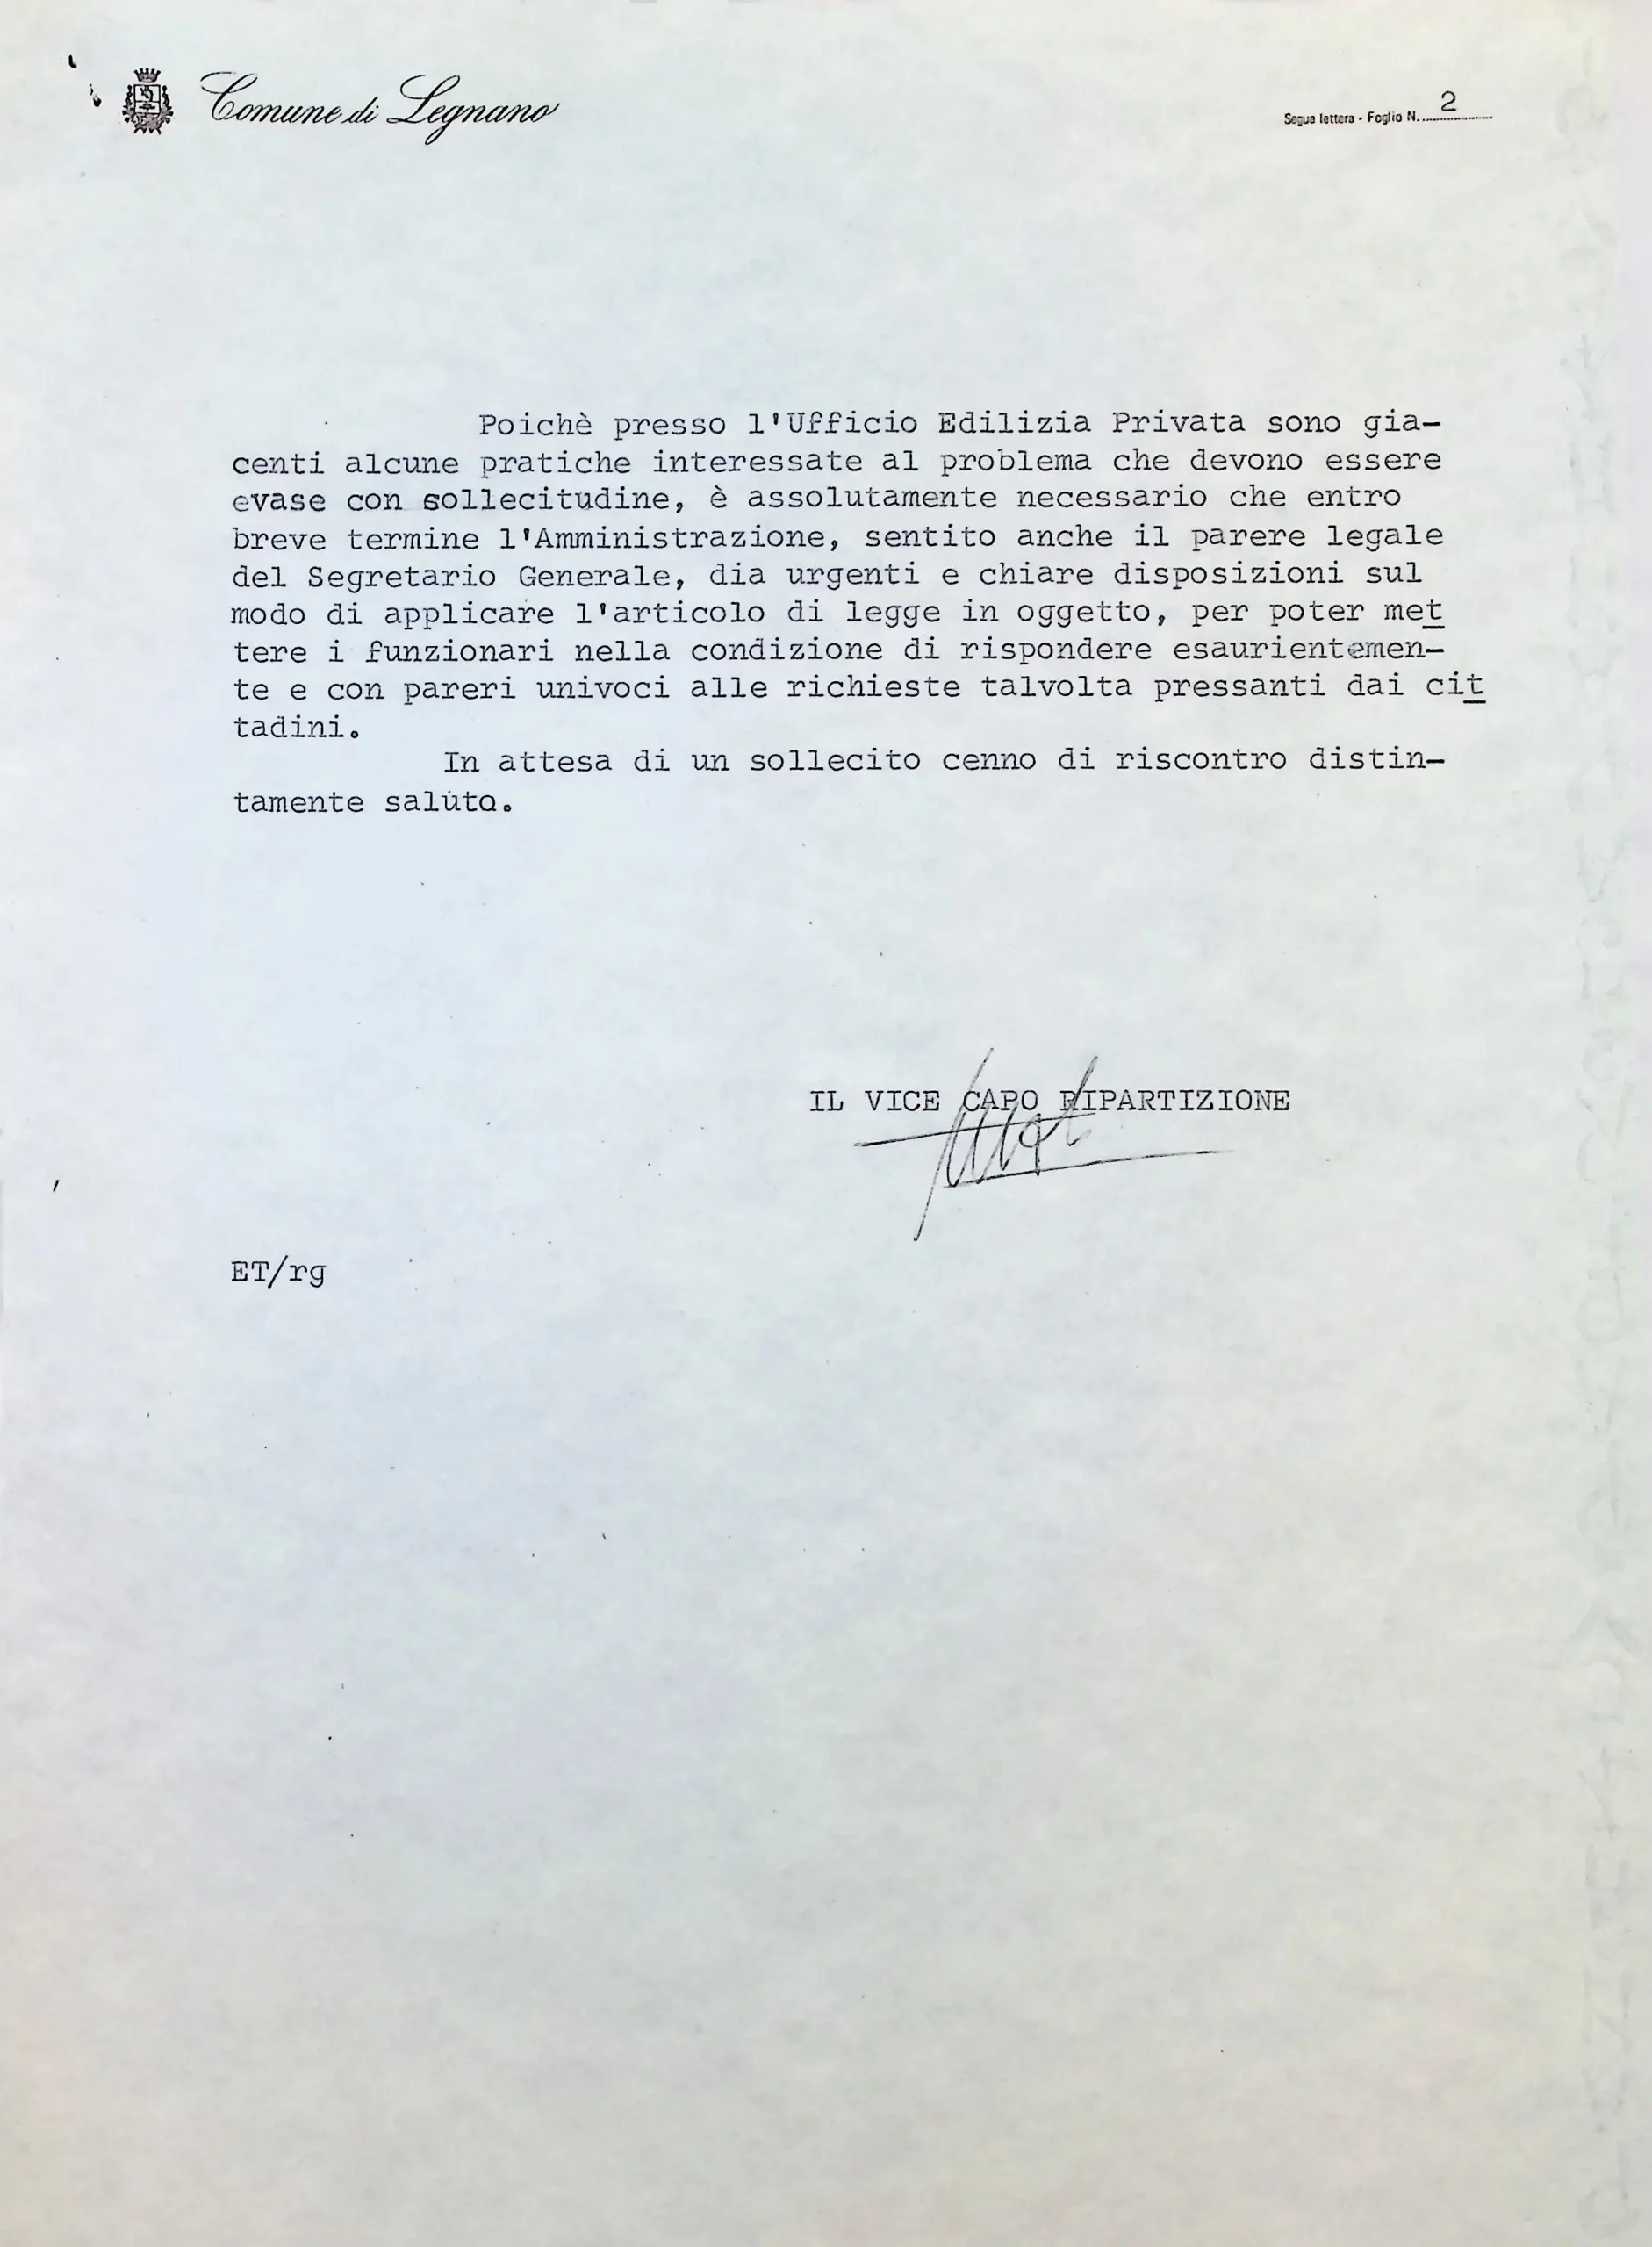 Comune di Legnano
Segue lettera - Foglio N. 2
Poichè presso l'Ufficio Edilizia Privata sono gia-
centi alcune pratiche interessate al problema che devono essere
evase con sollecitudine, è assolutamente necessario che entro
breve termine l'Amministrazione, sentito anche il parere legale
del Segretario Generale, dia urgenti e chiare disposizioni sul
modo di applicare l'articolo di legge in oggetto, per poter met
tere i funzionari nella condizione di rispondere esaurientemen-
te e con pareri univoci alle richieste talvolta pressanti dai cit
tadini.
In attesa di un sollecito cenno di riscontro distin-
tamente saluto.
IL VICE CAPO RIPARTIZIONE
ET/rg